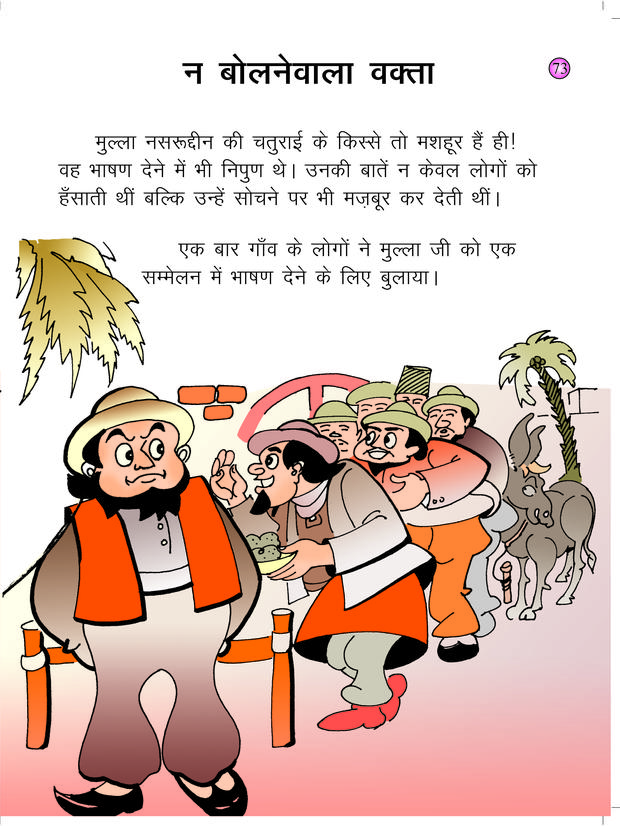 न बोलनेवाला वक्ता
73
मुल्ला नसरूद्दीन की चतुराई के किस्से तो मशहूर हैं ही!
वह भाषण देने में भी निपुण थे। उनकी बातें न केवल लोगों को
हँसाती थीं बल्कि उन्हें सोचने पर भी मज़बूर कर देती थीं।
एक बार गाँव के लोगों ने मुल्ला जी को एक
सम्मेलन में भाषण देने के लिए बुलाया।